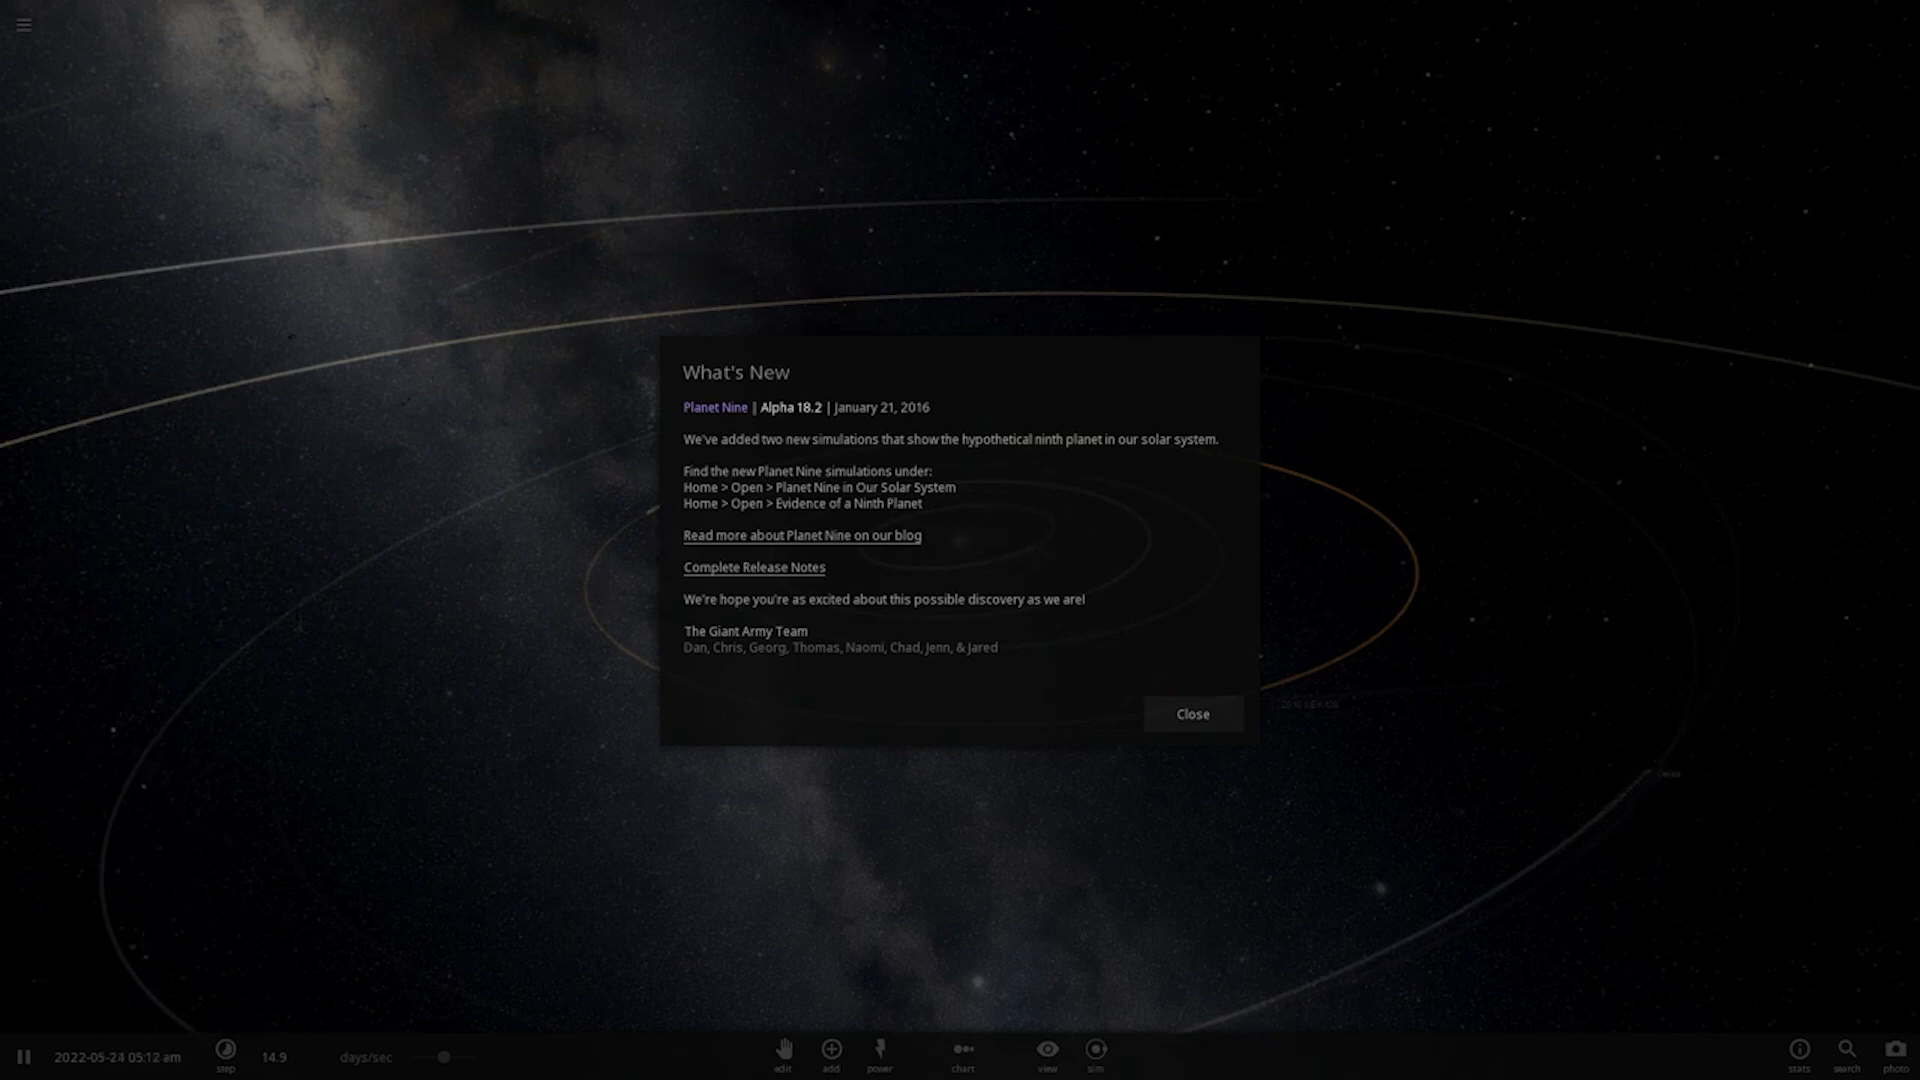 What's New
Planet Nine | Alpha 18.2 | January 21, 2016
We've added two new simulations that show the hypothetical ninth planet in our solar system.
Find the new Planet Nine simulations under:
Home > Open > Planet Nine in Our Solar System
Home > Open > Evidence of a Ninth Planet
Read more about Planet Nine on our blog
Complete Release Notes
We're hope you're as excited about this possible discovery as we are!
The Giant Army Team
Dan, Chris, Georg, Thomas, Naomi, Chad, Jenn, & Jared
Close
2022-05-24 05:12 am
step
14.9
days/sec
edit
add
power
chart
view
sim
stats
search
photo